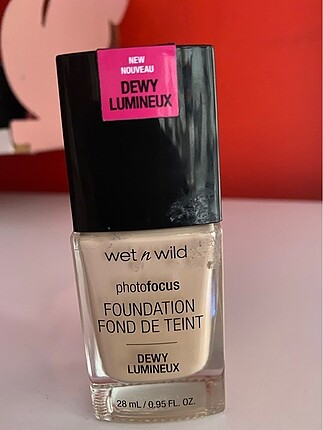 NEW
NOUVEAU
DEWY
LUMINEUX
wet n wild
photofocus
FOUNDATION
FOND DE TEINT
DEWY
LUMINEUX
28 mL / 0.95 FL. OZ.